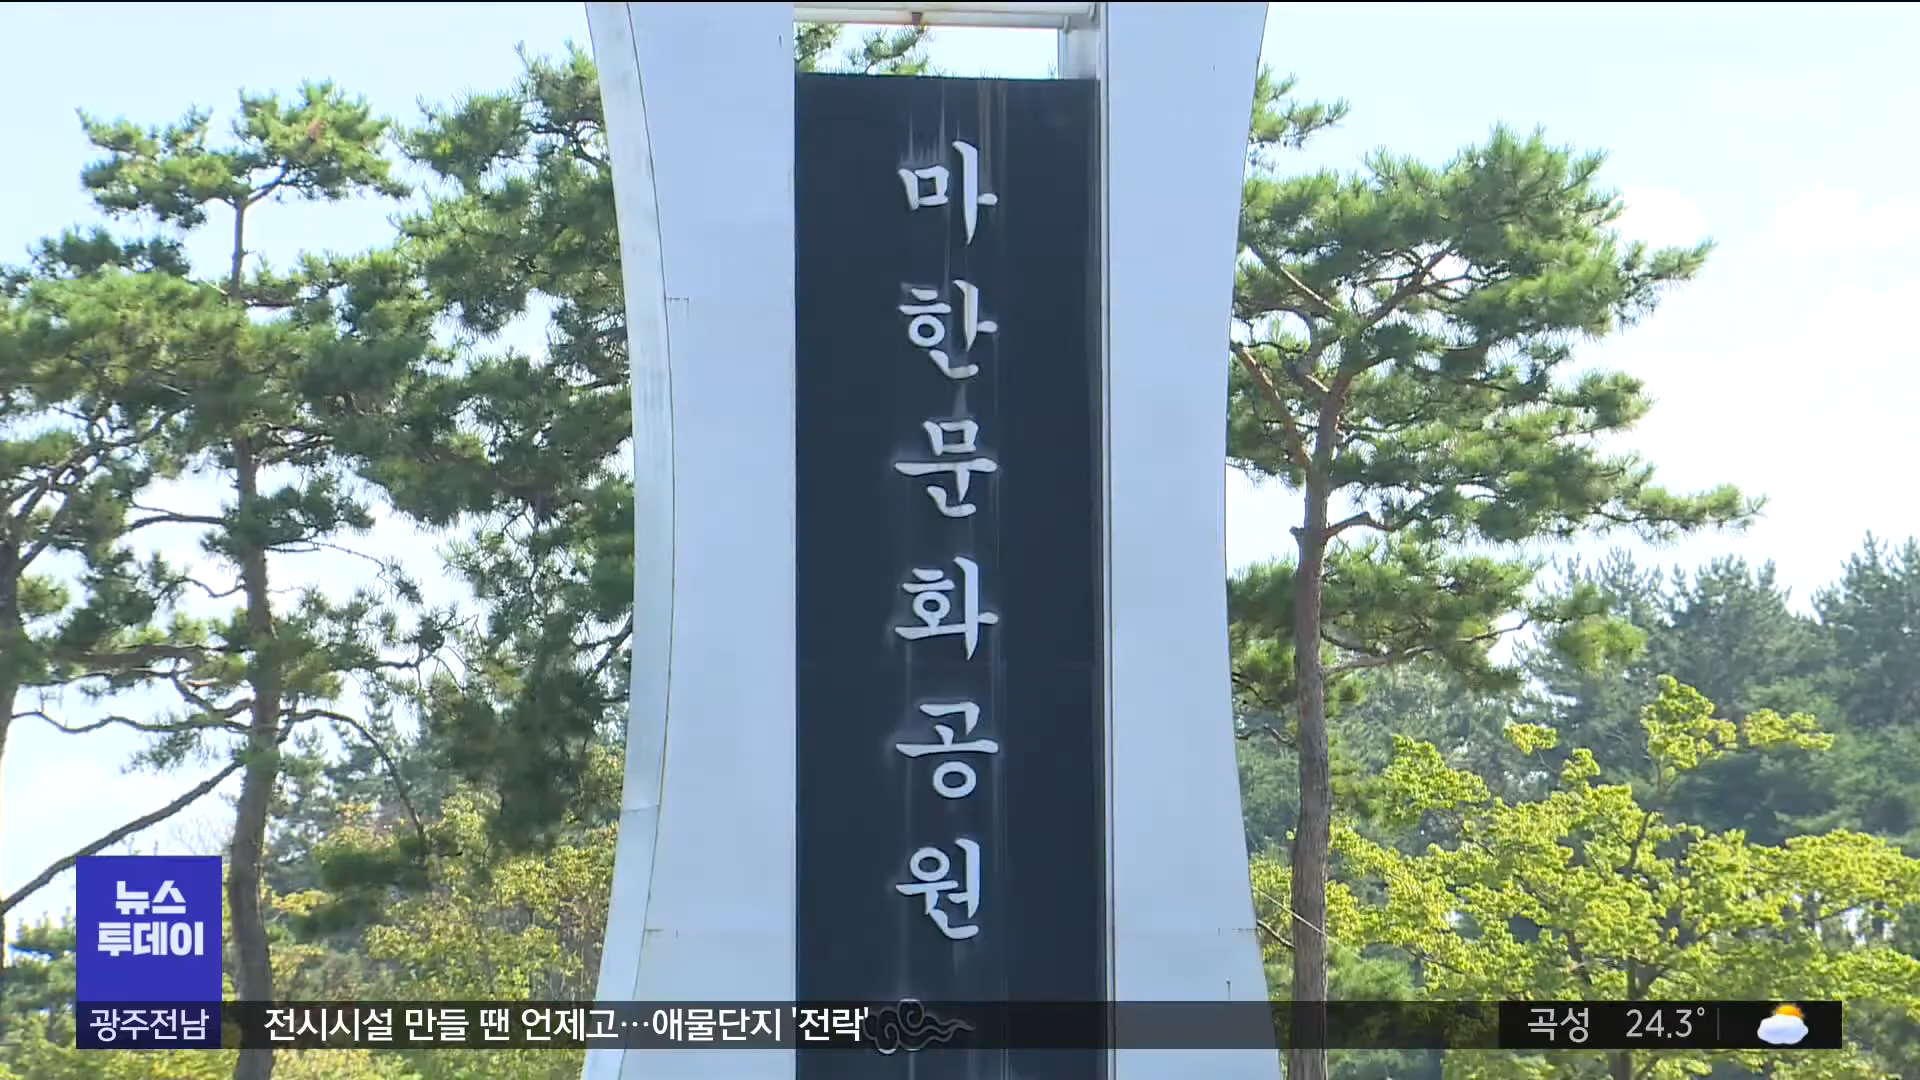 마한문화공원
뉴스
투데이
광주전남
전시시설 만들 땐 언제고…애물단지 '전락'
곡성 24.3°